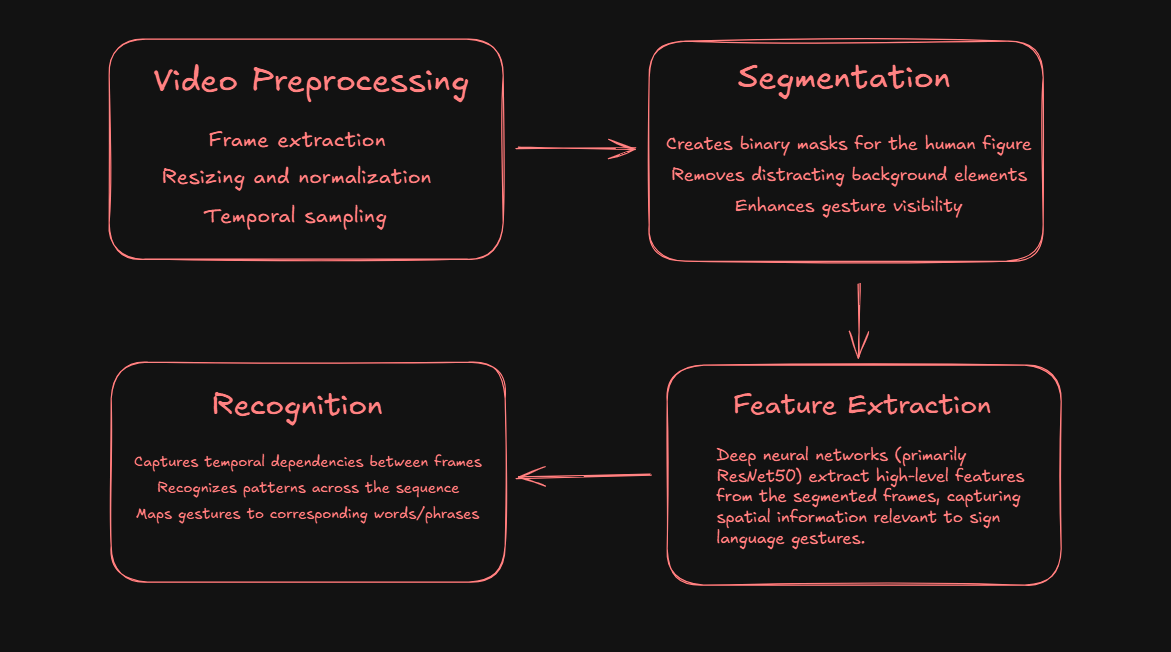 Video Preprocessing
Frame extraction
Resizing and normalization
Temporal sampling
Segmentation
Creates binary masks for the human figure
Removes distracting background elements
Enhances gesture visibility
Feature Extraction
Deep neural networks (primarily
ResNet50) extract high-level features
from the segmented frames, capturing
spatial information relevant to sign
language gestures.
Recognition
Captures temporal dependencies between frames
Recognizes patterns across the sequence
Maps gestures to corresponding words/phrases